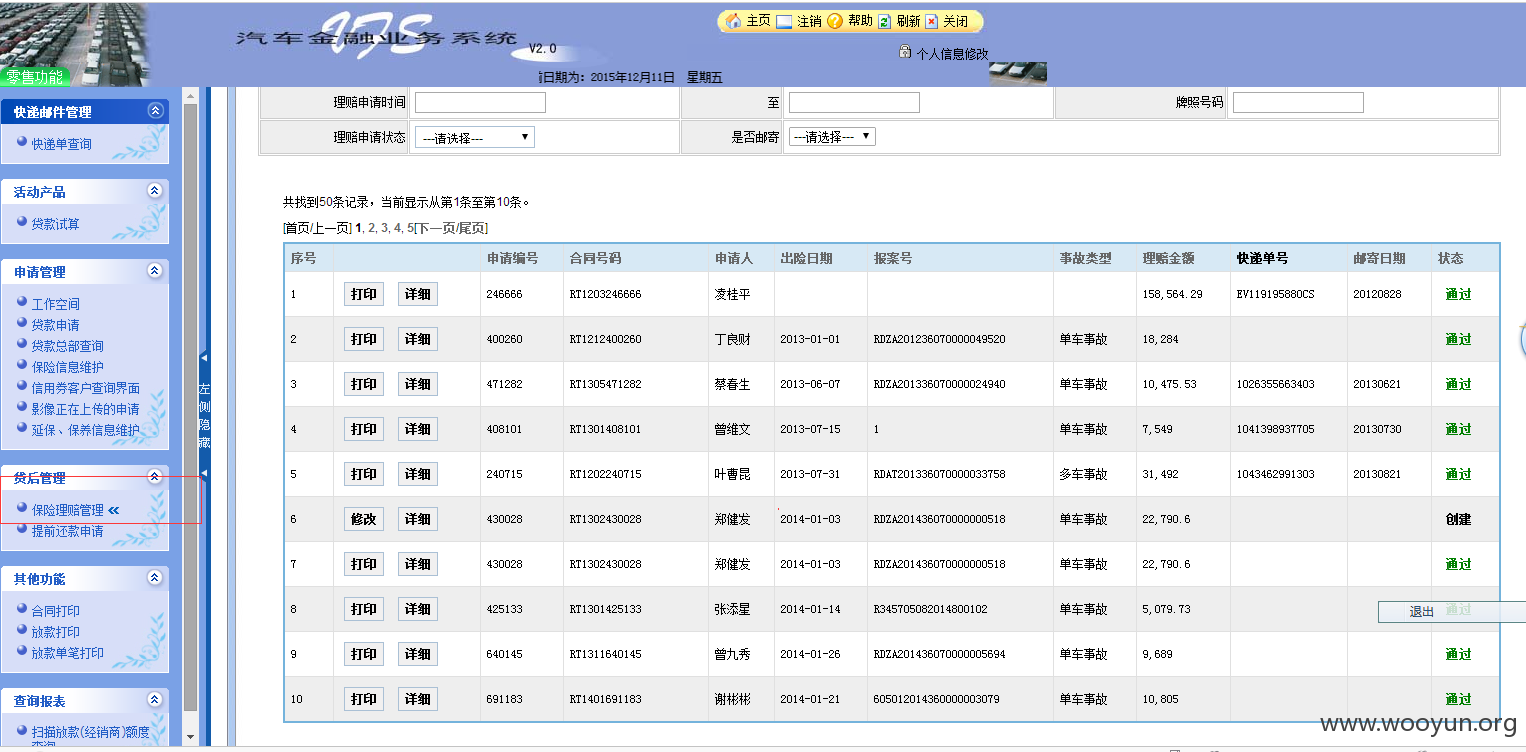 主页 注销 帮助 刷新 关闭
汽车金融业务系统
VFS
V2.0
个人信息修改
零售功能
日期为: 2015年12月11日 星期五
快递邮件管理
快递单查询
活动产品
贷款试算
申请管理
工作空间
贷款申请
贷款总部查询
保险信息维护
信用券客户查询界面
影像正在上传的申请
延保、保养信息维护
贷后管理
保险理赔管理 «
提前还款申请
其他功能
合同打印
放款打印
放款单笔打印
查询报表
扫描放款(经销商)额度
查询
左侧隐藏
理赔申请时间 至 牌照号码
理赔申请状态 ---请选择--- 是否邮寄 ---请选择---
共找到50条记录，当前显示从第1条至第10条。
[首页/上一页] 1, 2, 3, 4, 5[下一页/尾页]
序号 申请编号 合同号码 申请人 出险日期 报案号 事故类型 理赔金额 快递单号 邮寄日期 状态
1 打印 详细 246666 RT1203246666 凌桂平 158,564.29 EV119195880CS 20120828 通过
2 打印 详细 400260 RT1212400260 丁良财 2013-01-01 RDZA201236070000049520 单车事故 18,284 通过
3 打印 详细 471282 RT1305471282 蔡春生 2013-06-07 RDZA201336070000024940 单车事故 10,475.53 1026355663403 20130621 通过
4 打印 详细 408101 RT1301408101 曾维文 2013-07-15 1 单车事故 7,549 1041398937705 20130730 通过
5 打印 详细 240715 RT1202240715 叶曹昆 2013-07-31 RDAT201336070000033758 多车事故 31,492 1043462991303 20130821 通过
6 修改 详细 430028 RT1302430028 郑健发 2014-01-03 RDZA201436070000000518 单车事故 22,790.6 创建
7 打印 详细 430028 RT1302430028 郑健发 2014-01-03 RDZA201436070000000518 单车事故 22,790.6 通过
8 打印 详细 425133 RT1301425133 张添星 2014-01-14 R345705082014800102 单车事故 5,079.73 通过
退出
9 打印 详细 640145 RT1311640145 曾九秀 2014-01-26 RDZA201436070000005694 单车事故 9,689 通过
10 打印 详细 691183 RT1401691183 谢彬彬 2014-01-21 605012014360000003079 单车事故 10,805 通过
www.wooyun.org